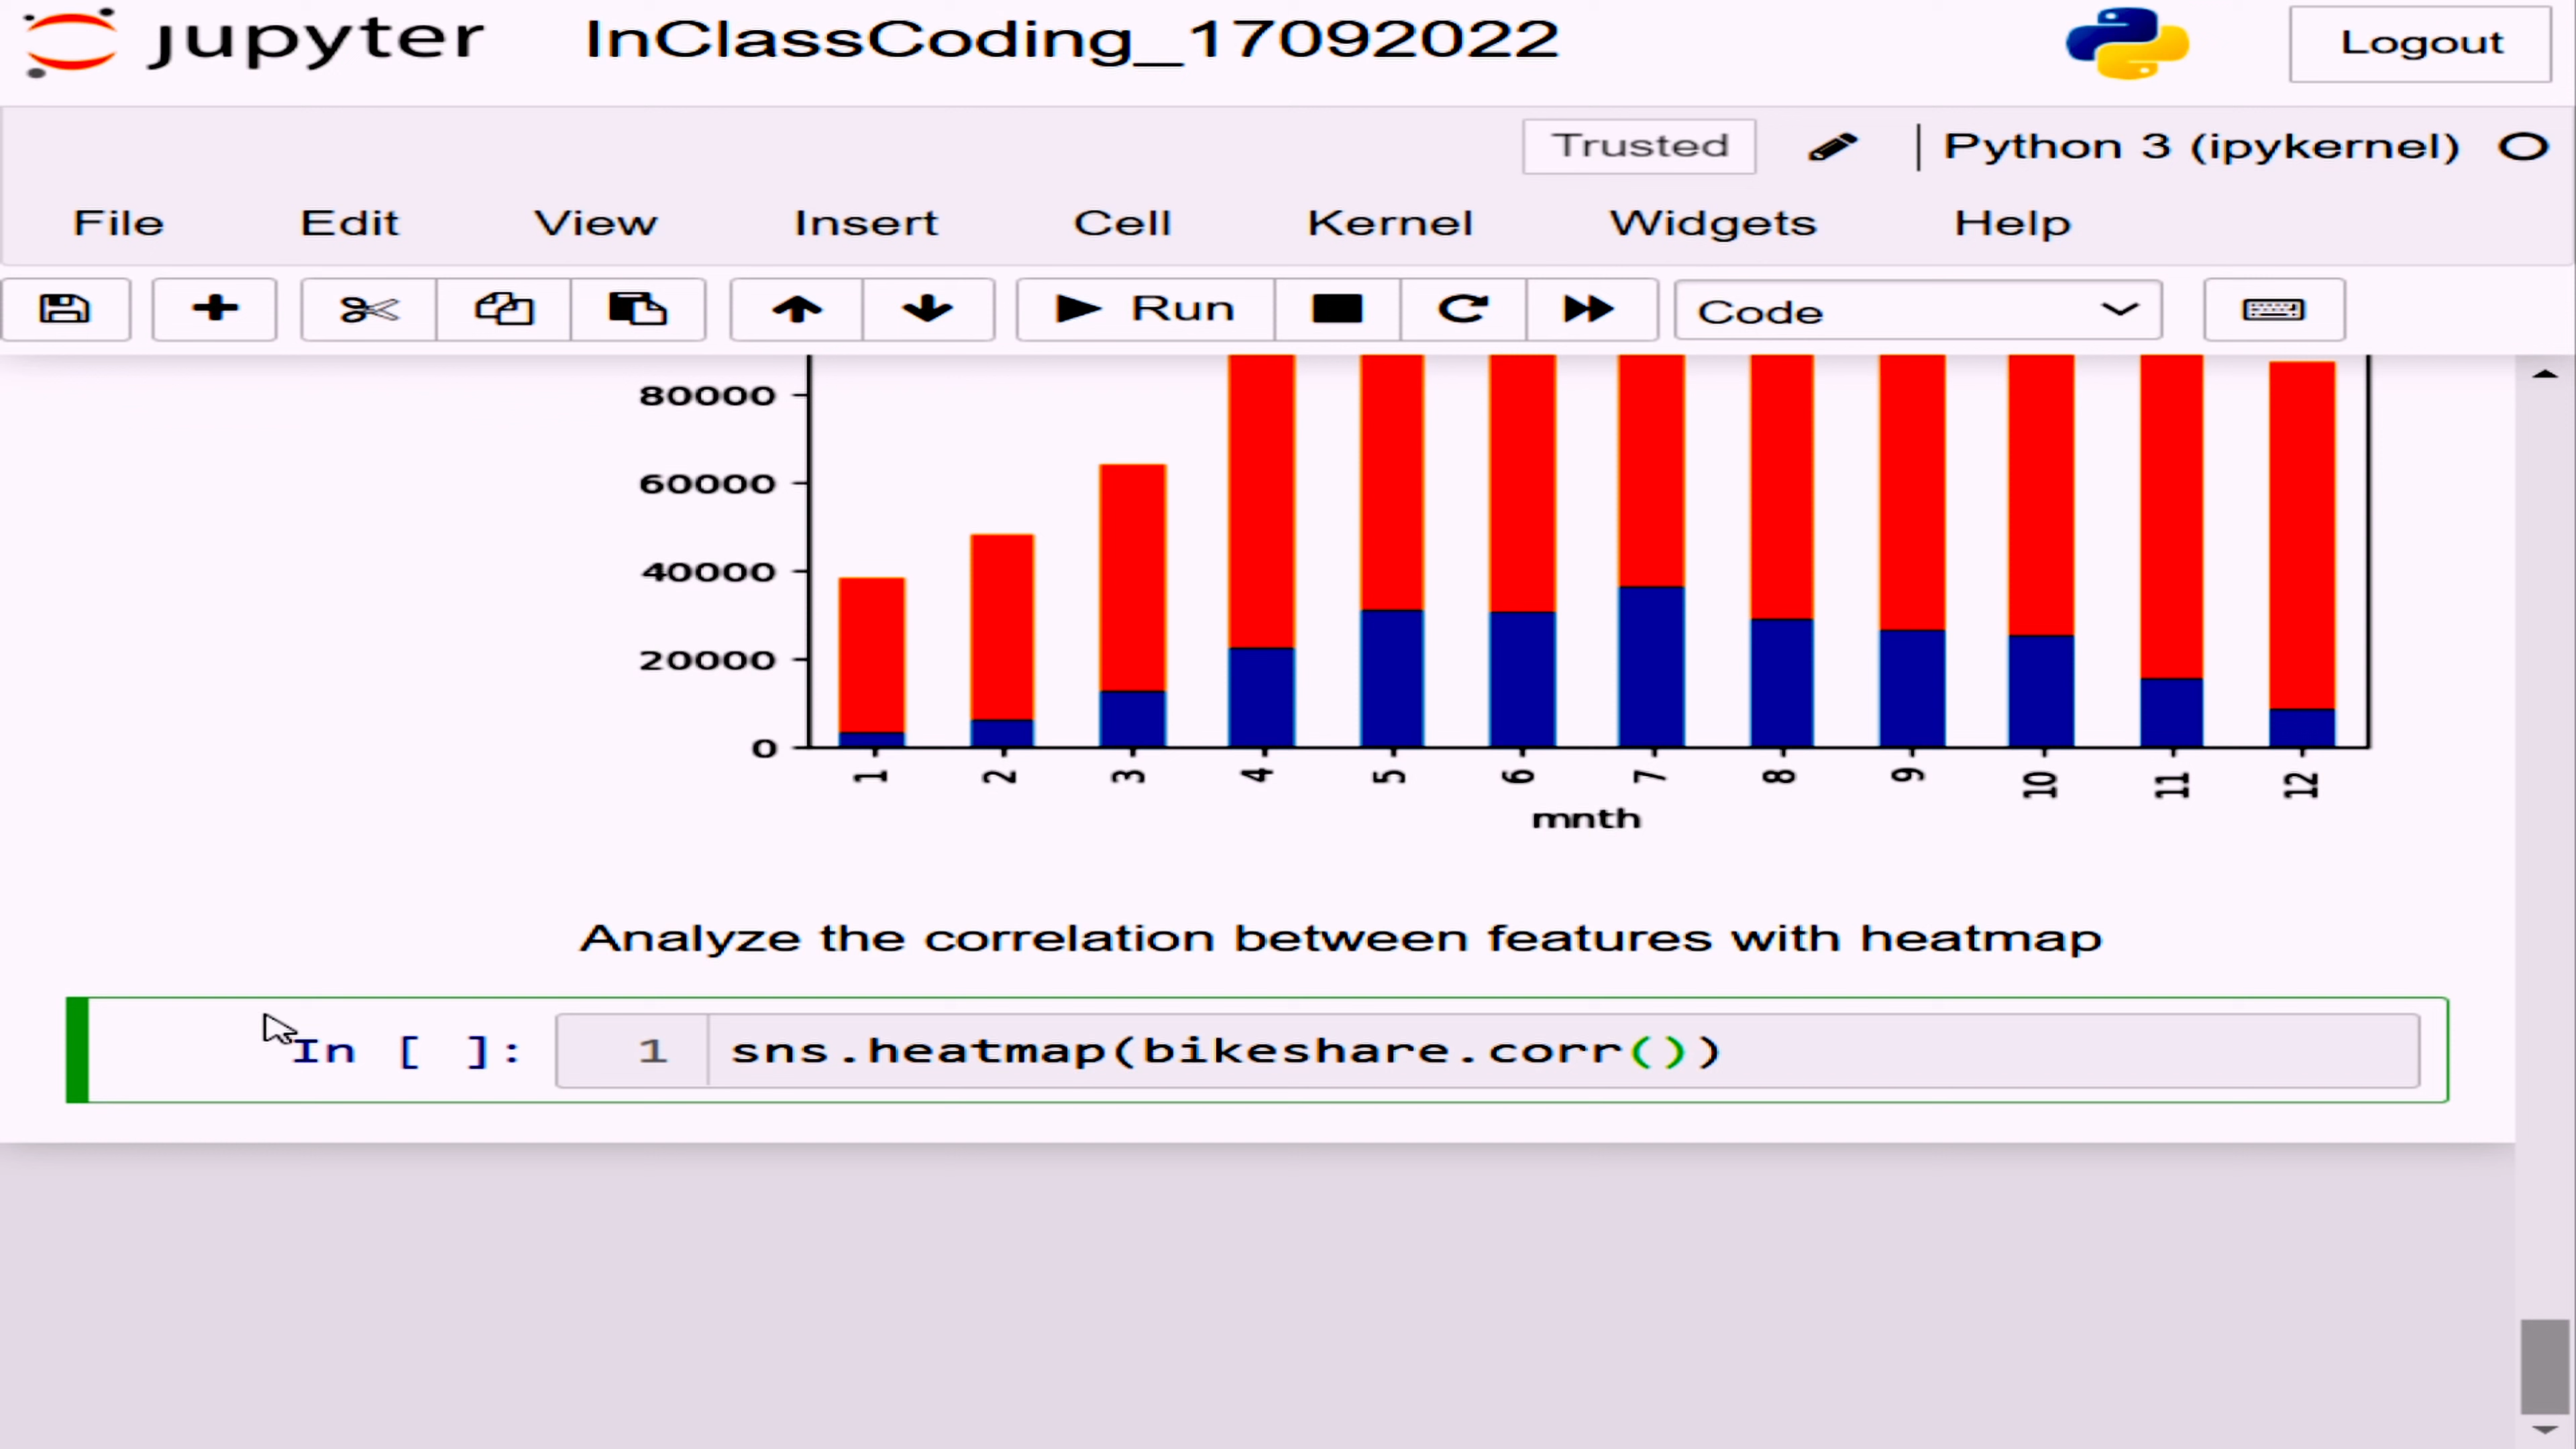 jupyter InClassCoding_17092022 Logout
Trusted | Python 3 (ipykernel)
File Edit View Insert Cell Kernel Widgets Help
Run Code
80000
60000
40000
20000
0
1 2 3 4 5 6 7 8 9 10 11 12
mnth
Analyze the correlation between features with heatmap
In [ ]: 1 sns.heatmap(bikeshare.corr())